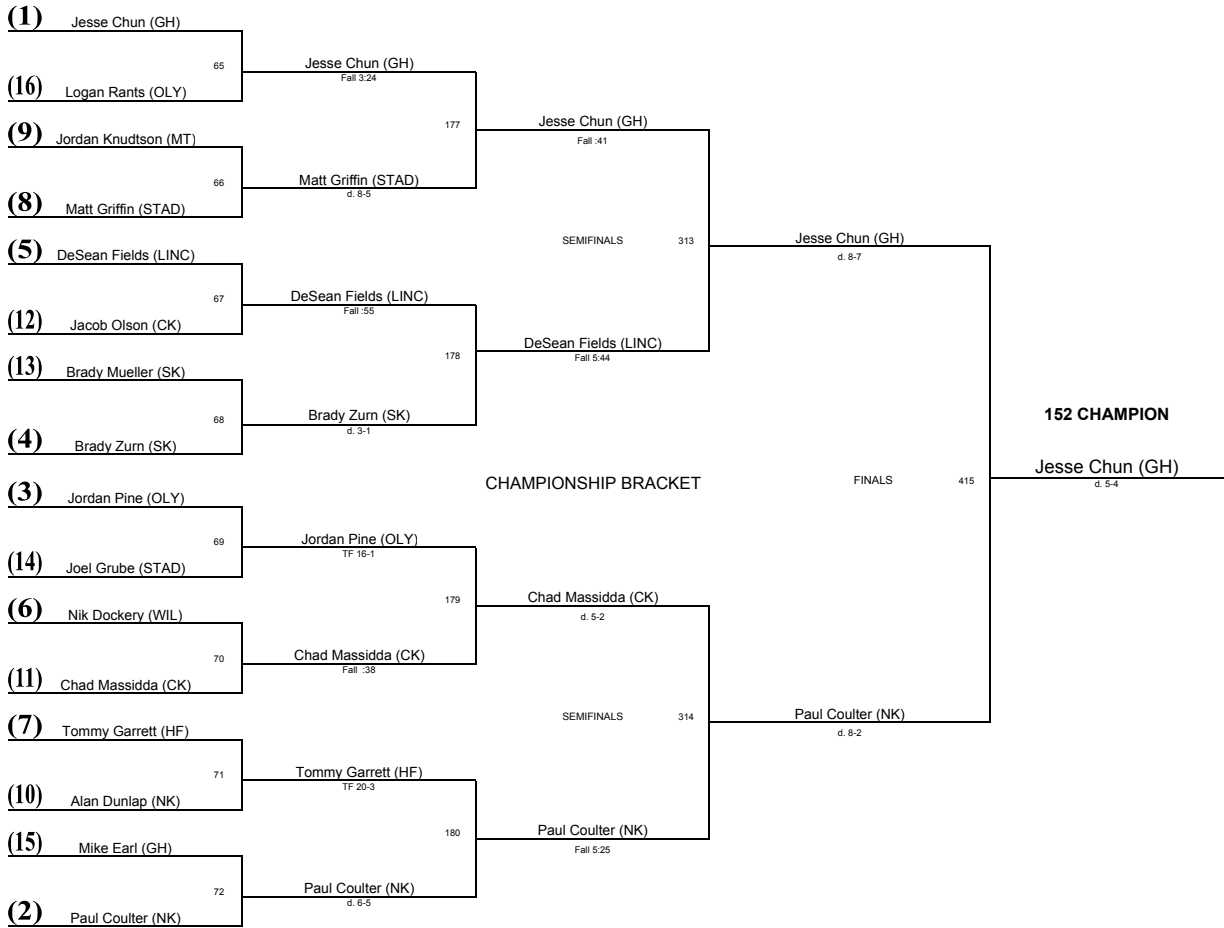 (1) Jesse Chun (GH)
65
Jesse Chun (GH)
Fall 3:24
(16) Logan Rants (OLY)
177
Jesse Chun (GH)
Fall :41
(9) Jordan Knudtson (MT)
66
Matt Griffin (STAD)
d. 8-5
(8) Matt Griffin (STAD)
SEMIFINALS 313
Jesse Chun (GH)
d. 8-7
(5) DeSean Fields (LINC)
67
DeSean Fields (LINC)
Fall :55
(12) Jacob Olson (CK)
178
DeSean Fields (LINC)
Fall 5:44
(13) Brady Mueller (SK)
68
Brady Zurn (SK)
d. 3-1
(4) Brady Zurn (SK)
152 CHAMPION
Jesse Chun (GH)
d. 5-4
CHAMPIONSHIP BRACKET
FINALS 415
(3) Jordan Pine (OLY)
69
Jordan Pine (OLY)
TF 16-1
(14) Joel Grube (STAD)
179
Chad Massidda (CK)
d. 5-2
(6) Nik Dockery (WIL)
70
Chad Massidda (CK)
Fall :38
(11) Chad Massidda (CK)
SEMIFINALS 314
Paul Coulter (NK)
d. 8-2
(7) Tommy Garrett (HF)
71
Tommy Garrett (HF)
TF 20-3
(10) Alan Dunlap (NK)
180
Paul Coulter (NK)
Fall 5:25
(15) Mike Earl (GH)
72
Paul Coulter (NK)
d. 6-5
(2) Paul Coulter (NK)